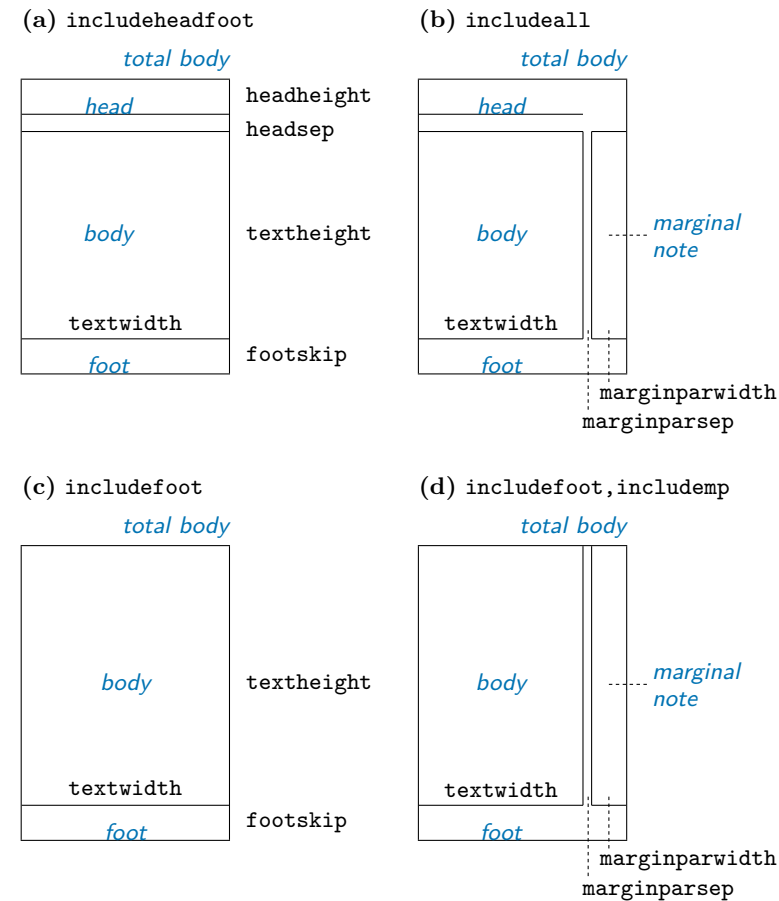 (a) includeheadfoot
total body
head
headheight
headsep
body
textheight
textwidth
foot
footskip
(b) includeall
total body
head
body
marginal
note
textwidth
foot
marginparwidth
marginparsep
(c) includefoot
total body
body
textheight
textwidth
foot
footskip
(d) includefoot,includemp
total body
body
marginal
note
textwidth
foot
marginparwidth
marginparsep